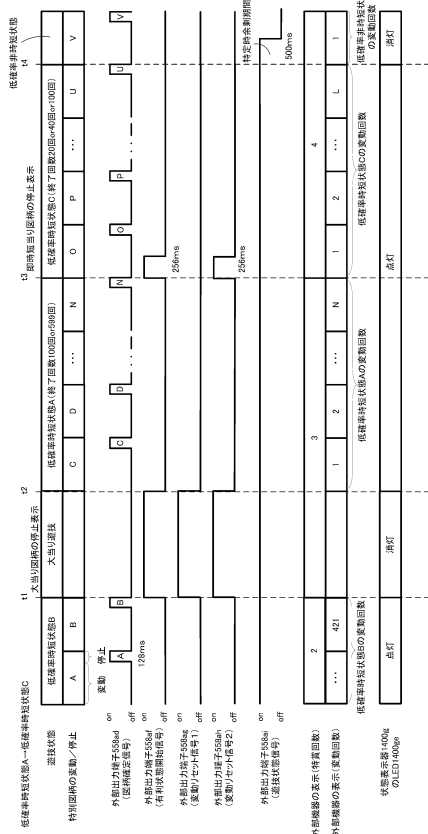 低確率時短状態A→低確率時短状態C
大当り図柄の停止表示
即時短当り図柄の停止表示
低確率非時短状態
t1
t2
t3
t4
遊技状態
低確率時短状態B
大当り遊技
低確率時短状態A(終了回数100回or599回)
低確率時短状態C(終了回数20回or40回or100回)
特別図柄の変動/停止
A
B
C
D
…
N
O
P
…
U
V
変動
停止
外部出力端子558ad
(図柄確定信号)
on
off
A
B
C
D
N
O
P
U
V
128ms
外部出力端子558af
(有利状態開始信号)
on
off
256ms
外部出力端子558ag
(変動リセット信号1)
on
off
外部出力端子558ah
(変動リセット信号2)
on
off
256ms
外部出力端子558ai
(遊技状態信号)
on
off
特定時余剰期間
500ms
外部機器の表示(特賞回数)
2
3
4
外部機器の表示(変動回数)
421
1
2
…
N
1
2
…
L
1
低確率時短状態Bの変動回数
低確率時短状態Aの変動回数
低確率時短状態Cの変動回数
低確率非時短状態
の変動回数
状態表示器1400g
のLED1400ge
点灯
消灯
点灯
消灯